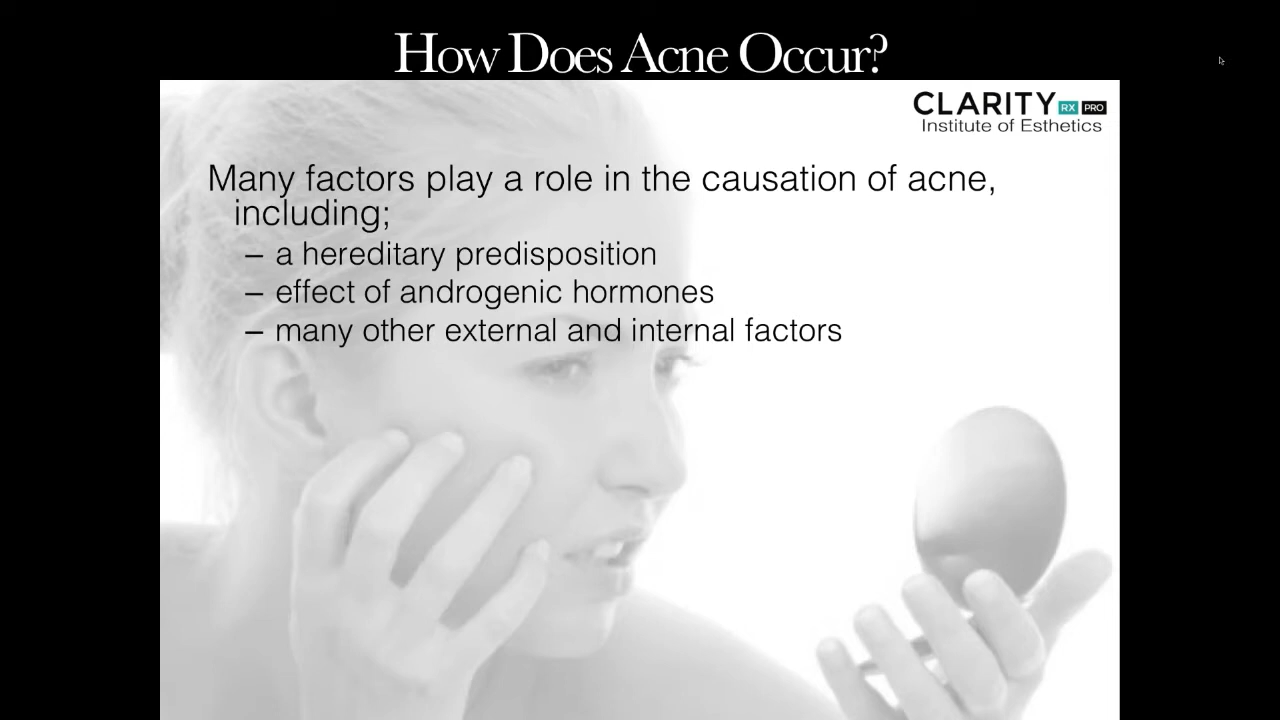 How Does Acne Occur?
CLARITY RX PRO
Institute of Esthetics
Many factors play a role in the causation of acne,
including;
– a hereditary predisposition
– effect of androgenic hormones
– many other external and internal factors